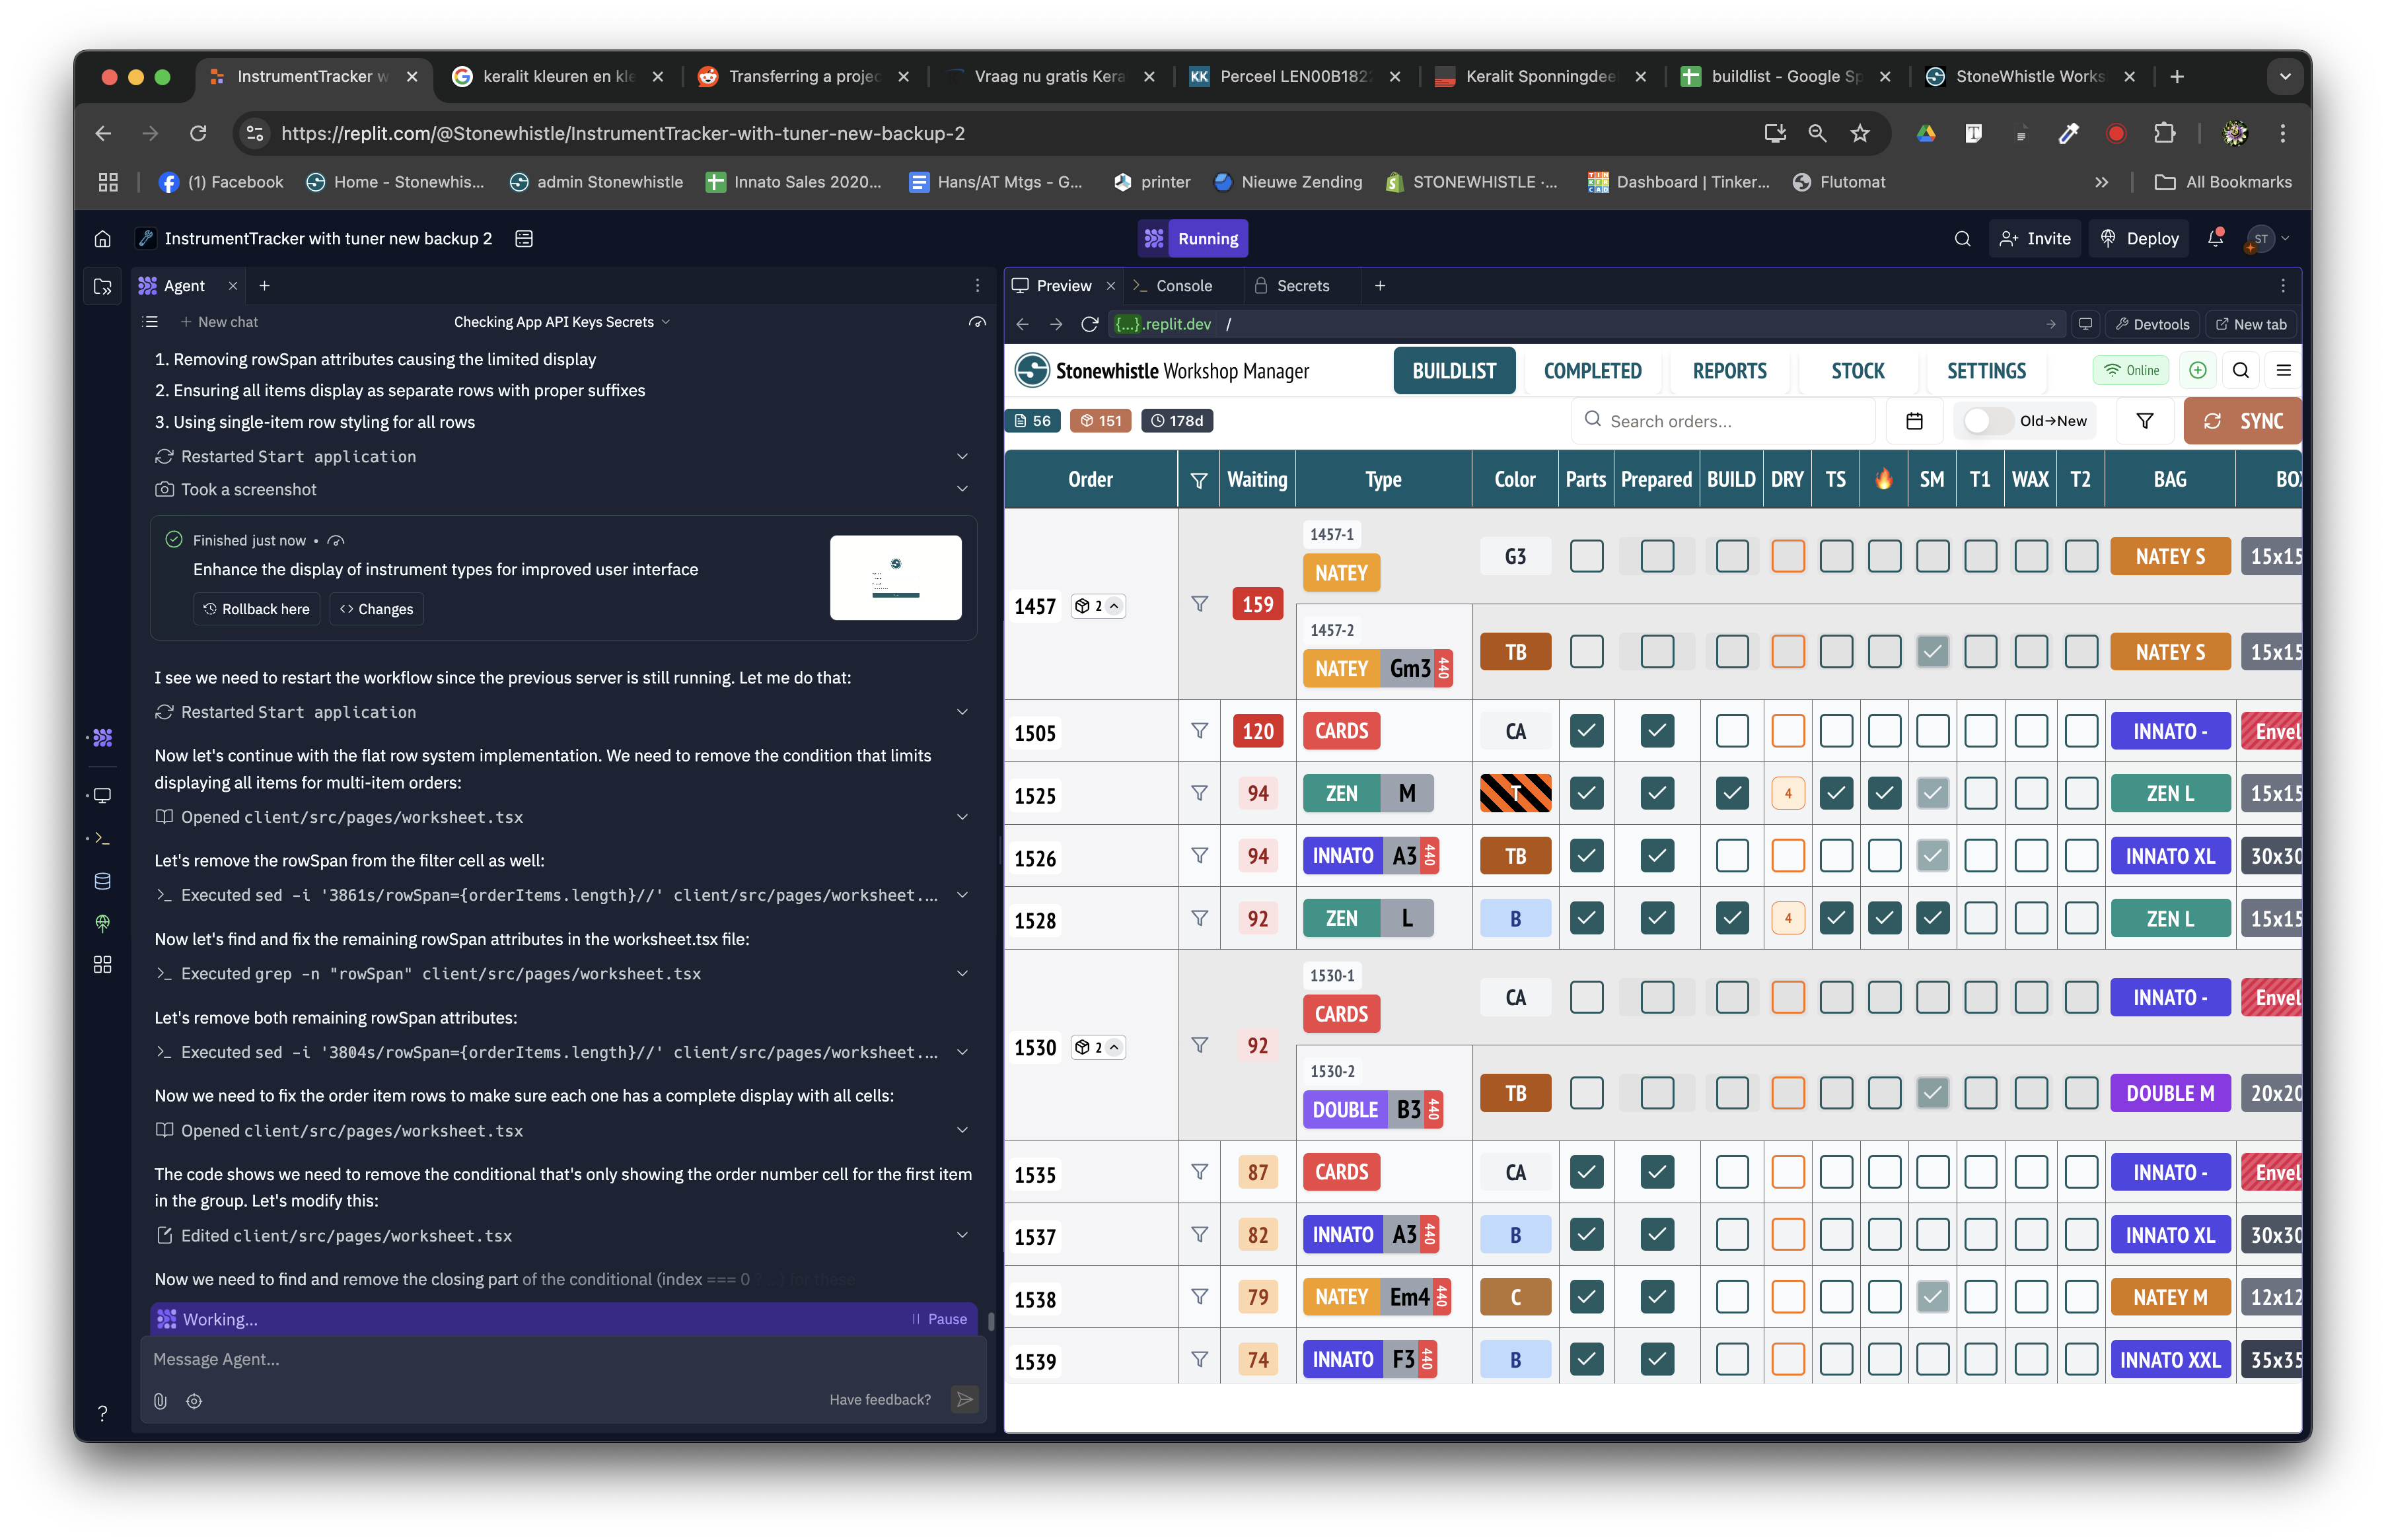 InstrumentTracker w
keralit kleuren en kle
Transferring a projec
Vraag nu gratis Kera
KK Perceel LEN00B182
Keralit Sponningdee
buildlist - Google Sp
StoneWhistle Works
https://replit.com/@Stonewhistle/InstrumentTracker-with-tuner-new-backup-2
(1) Facebook
Home - Stonewhis...
admin Stonewhistle
Innato Sales 2020...
Hans/AT Mtgs - G...
printer
Nieuwe Zending
STONEWHISTLE · ...
Dashboard | Tinker...
Flutomat
All Bookmarks
InstrumentTracker with tuner new backup 2
Running
Invite
Deploy
ST
Agent
New chat
Checking App API Keys Secrets
1. Removing rowSpan attributes causing the limited display
2. Ensuring all items display as separate rows with proper suffixes
3. Using single-item row styling for all rows
Restarted Start application
Took a screenshot
Finished just now •
Enhance the display of instrument types for improved user interface
Rollback here
<> Changes
I see we need to restart the workflow since the previous server is still running. Let me do that:
Restarted Start application
Now let's continue with the flat row system implementation. We need to remove the condition that limits
displaying all items for multi-item orders:
Opened client/src/pages/worksheet.tsx
Let's remove the rowSpan from the filter cell as well:
Executed sed -i '3861s/rowSpan={orderItems.length}//' client/src/pages/worksheet....
Now let's find and fix the remaining rowSpan attributes in the worksheet.tsx file:
Executed grep -n "rowSpan" client/src/pages/worksheet.tsx
Let's remove both remaining rowSpan attributes:
Executed sed -i '3804s/rowSpan={orderItems.length}//' client/src/pages/worksheet....
Now we need to fix the order item rows to make sure each one has a complete display with all cells:
Opened client/src/pages/worksheet.tsx
The code shows we need to remove the conditional that's only showing the order number cell for the first item
in the group. Let's modify this:
Edited client/src/pages/worksheet.tsx
Now we need to find and remove the closing part of the conditional (index === 0 ? ...) for these
Working...
Pause
Message Agent...
Have feedback?
?
Preview
Console
Secrets
{...}.replit.dev /
Devtools
New tab
Stonewhistle Workshop Manager
BUILDLIST
COMPLETED
REPORTS
STOCK
SETTINGS
Online
56 151 178d
Search orders...
Old→New
SYNC
Order Waiting Type Color Parts Prepared BUILD DRY TS 🔥 SM T1 WAX T2 BAG BOX
1457 2 159
1457-1
NATEY G3 NATEY S 15x15
1457-2
NATEY Gm3 440 TB NATEY S 15x15
1505 120 CARDS CA INNATO - Envel
1525 94 ZEN M T 4 ZEN L 15x15
1526 94 INNATO A3 440 TB INNATO XL 30x30
1528 92 ZEN L B 4 ZEN L 15x15
1530 2 92
1530-1
CARDS CA INNATO - Envel
1530-2
DOUBLE B3 440 TB DOUBLE M 20x20
1535 87 CARDS CA INNATO - Envel
1537 82 INNATO A3 440 B INNATO XL 30x30
1538 79 NATEY Em4 440 C NATEY M 12x12
1539 74 INNATO F3 440 B INNATO XXL 35x35